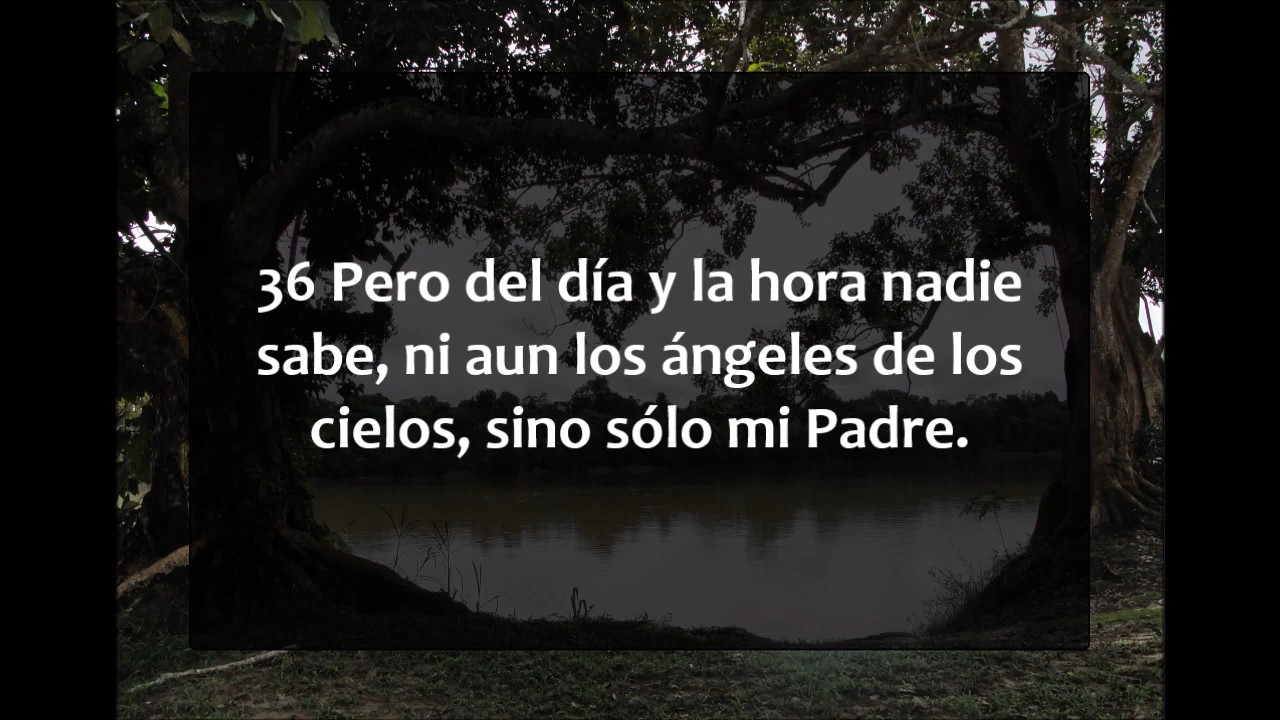 36 Pero del día y la hora nadie
sabe, ni aun los ángeles de los
cielos, sino sólo mi Padre.